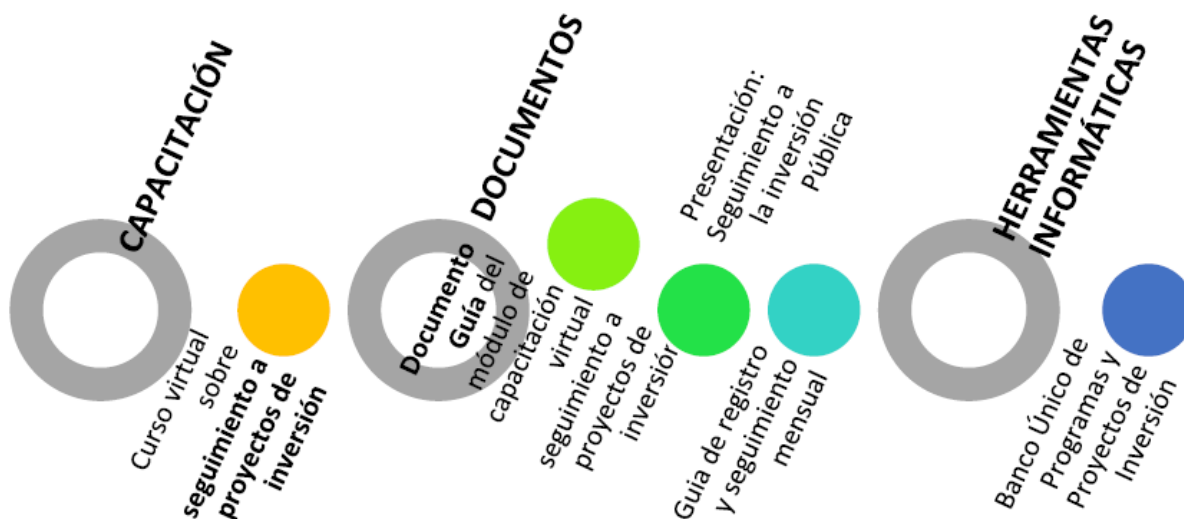 CAPACITACIÓN
Curso virtual
sobre
seguimiento a
proyectos de
inversión
DOCUMENTOS
Documento
Guía del
módulo de
capacitación
virtual
seguimiento a
proyectos de
inversión
Guia de registro
y seguimiento
mensual
Presentación:
Seguimiento a
la inversión
Pública
HERRAMIENTAS
INFORMÁTICAS
Banco Único de
Programas y
Proyectos de
Inversión